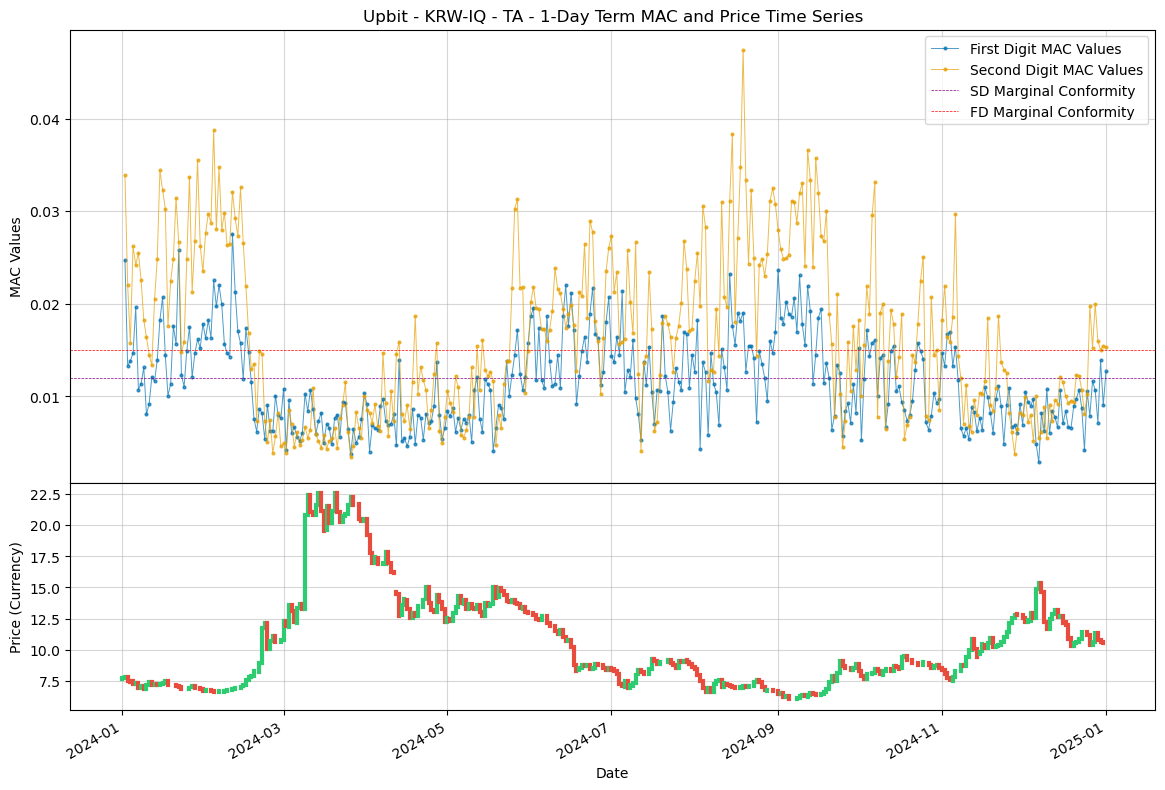 Upbit - KRW-IQ - TA - 1-Day Term MAC and Price Time Series
First Digit MAC Values
Second Digit MAC Values
SD Marginal Conformity
FD Marginal Conformity
MAC Values
0.04
0.03
0.02
0.01
Price (Currency)
22.5
20.0
17.5
15.0
12.5
10.0
7.5
2024-01
2024-03
2024-05
2024-07
2024-09
2024-11
2025-01
Date